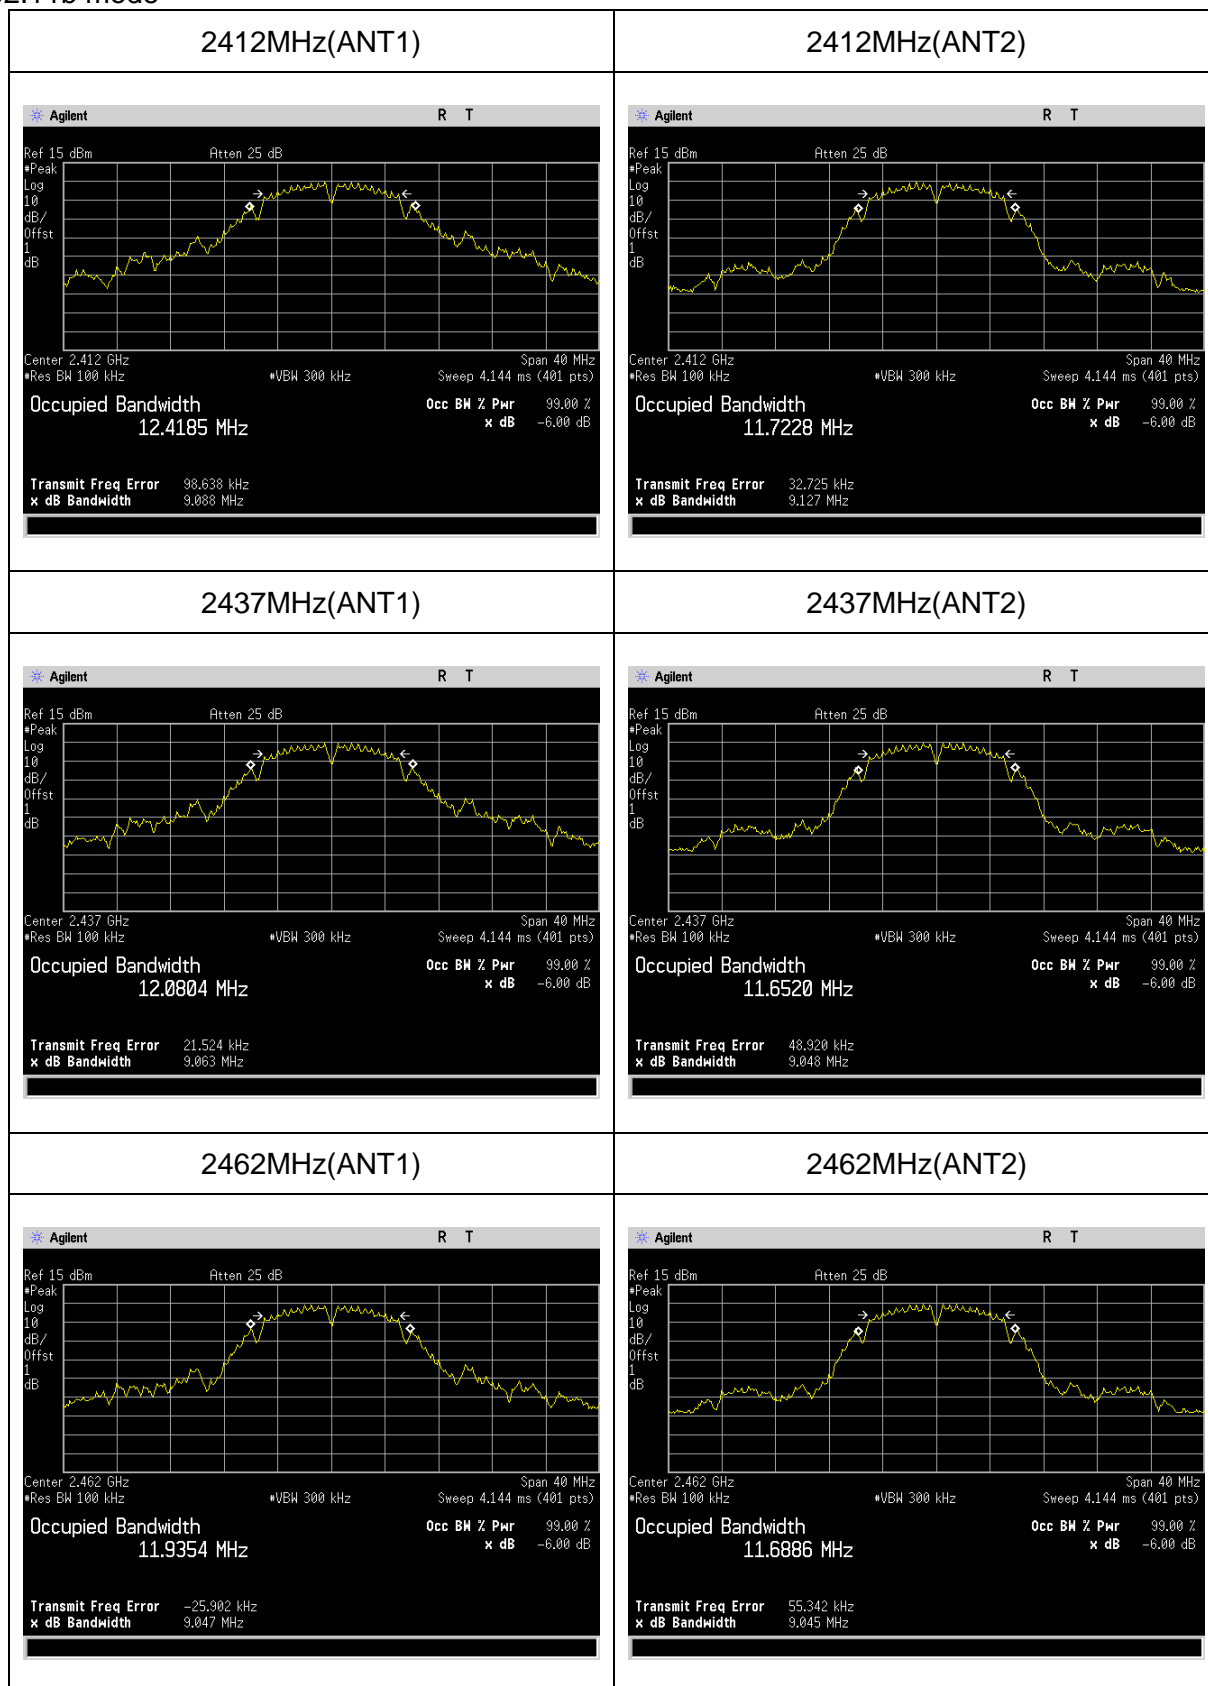 2412MHz(ANT1)
2412MHz(ANT2)
Agilent R T
Ref 15 dBm Atten 25 dB
#Peak
Log
10
dB/
Offst
1
dB
Center 2.412 GHz Span 40 MHz
#Res BW 100 kHz #VBW 300 kHz Sweep 4.144 ms (401 pts)
Occupied Bandwidth Occ BW % Pwr 99.00 %
12.4185 MHz x dB -6.00 dB
Transmit Freq Error 98.638 kHz
x dB Bandwidth 9.088 MHz
Agilent R T
Ref 15 dBm Atten 25 dB
#Peak
Log
10
dB/
Offst
1
dB
Center 2.412 GHz Span 40 MHz
#Res BW 100 kHz #VBW 300 kHz Sweep 4.144 ms (401 pts)
Occupied Bandwidth Occ BW % Pwr 99.00 %
11.7228 MHz x dB -6.00 dB
Transmit Freq Error 32.725 kHz
x dB Bandwidth 9.127 MHz
2437MHz(ANT1)
2437MHz(ANT2)
Agilent R T
Ref 15 dBm Atten 25 dB
#Peak
Log
10
dB/
Offst
1
dB
Center 2.437 GHz Span 40 MHz
#Res BW 100 kHz #VBW 300 kHz Sweep 4.144 ms (401 pts)
Occupied Bandwidth Occ BW % Pwr 99.00 %
12.0804 MHz x dB -6.00 dB
Transmit Freq Error 21.524 kHz
x dB Bandwidth 9.063 MHz
Agilent R T
Ref 15 dBm Atten 25 dB
#Peak
Log
10
dB/
Offst
1
dB
Center 2.437 GHz Span 40 MHz
#Res BW 100 kHz #VBW 300 kHz Sweep 4.144 ms (401 pts)
Occupied Bandwidth Occ BW % Pwr 99.00 %
11.6520 MHz x dB -6.00 dB
Transmit Freq Error 48.920 kHz
x dB Bandwidth 9.048 MHz
2462MHz(ANT1)
2462MHz(ANT2)
Agilent R T
Ref 15 dBm Atten 25 dB
#Peak
Log
10
dB/
Offst
1
dB
Center 2.462 GHz Span 40 MHz
#Res BW 100 kHz #VBW 300 kHz Sweep 4.144 ms (401 pts)
Occupied Bandwidth Occ BW % Pwr 99.00 %
11.9354 MHz x dB -6.00 dB
Transmit Freq Error -25.902 kHz
x dB Bandwidth 9.047 MHz
Agilent R T
Ref 15 dBm Atten 25 dB
#Peak
Log
10
dB/
Offst
1
dB
Center 2.462 GHz Span 40 MHz
#Res BW 100 kHz #VBW 300 kHz Sweep 4.144 ms (401 pts)
Occupied Bandwidth Occ BW % Pwr 99.00 %
11.6886 MHz x dB -6.00 dB
Transmit Freq Error 55.342 kHz
x dB Bandwidth 9.045 MHz